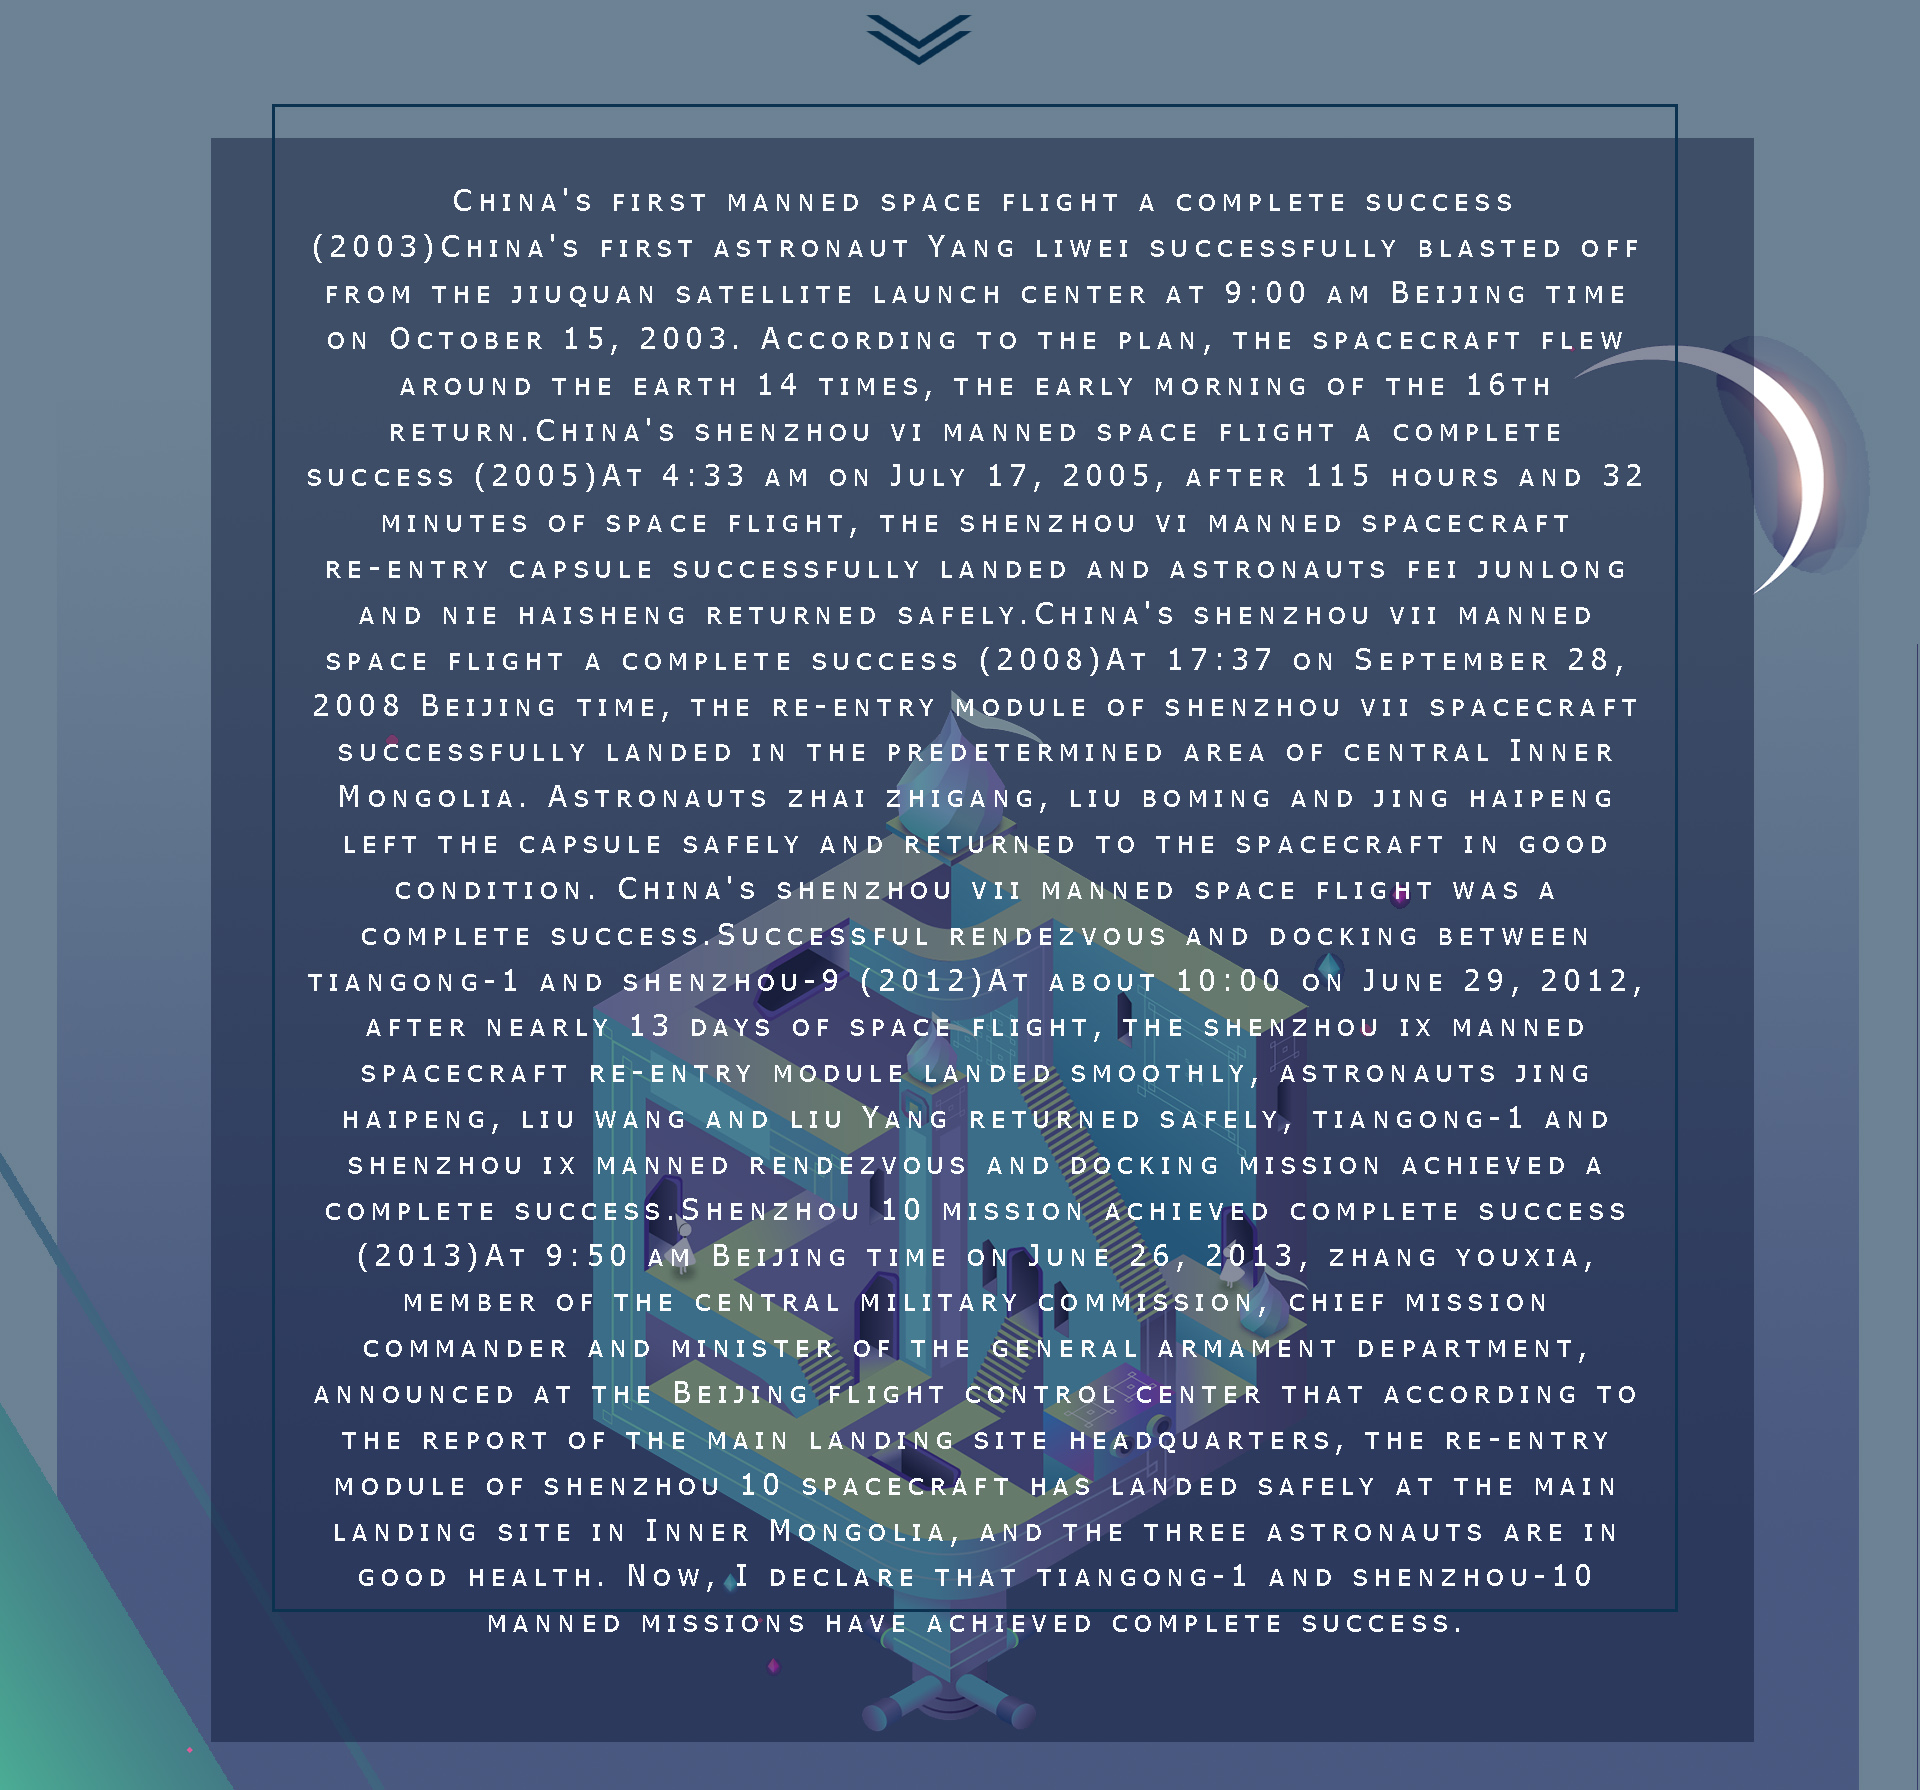 China's first manned space flight a complete success
(2003)China's first astronaut Yang liwei successfully blasted off
from the jiuquan satellite launch center at 9:00 am Beijing time
on October 15, 2003. According to the plan, the spacecraft flew
around the earth 14 times, the early morning of the 16th
return.China's shenzhou vi manned space flight a complete
success (2005)At 4:33 am on July 17, 2005, after 115 hours and 32
minutes of space flight, the shenzhou vi manned spacecraft
re-entry capsule successfully landed and astronauts fei junlong
and nie haisheng returned safely.China's shenzhou vii manned
space flight a complete success (2008)At 17:37 on September 28,
2008 Beijing time, the re-entry module of shenzhou vii spacecraft
successfully landed in the predetermined area of central Inner
Mongolia. Astronauts zhai zhigang, liu boming and jing haipeng
left the capsule safely and returned to the spacecraft in good
condition. China's shenzhou vii manned space flight was a
complete success.Successful rendezvous and docking between
tiangong-1 and shenzhou-9 (2012)At about 10:00 on June 29, 2012,
after nearly 13 days of space flight, the shenzhou ix manned
spacecraft re-entry module landed smoothly, astronauts jing
haipeng, liu wang and liu Yang returned safely, tiangong-1 and
shenzhou ix manned rendezvous and docking mission achieved a
complete success.Shenzhou 10 mission achieved complete success
(2013)At 9:50 am Beijing time on June 26, 2013, zhang youxia,
member of the central military commission, chief mission
commander and minister of the general armament department,
announced at the Beijing flight control center that according to
the report of the main landing site headquarters, the re-entry
module of shenzhou 10 spacecraft has landed safely at the main
landing site in Inner Mongolia, and the three astronauts are in
good health. Now, I declare that tiangong-1 and shenzhou-10
manned missions have achieved complete success.